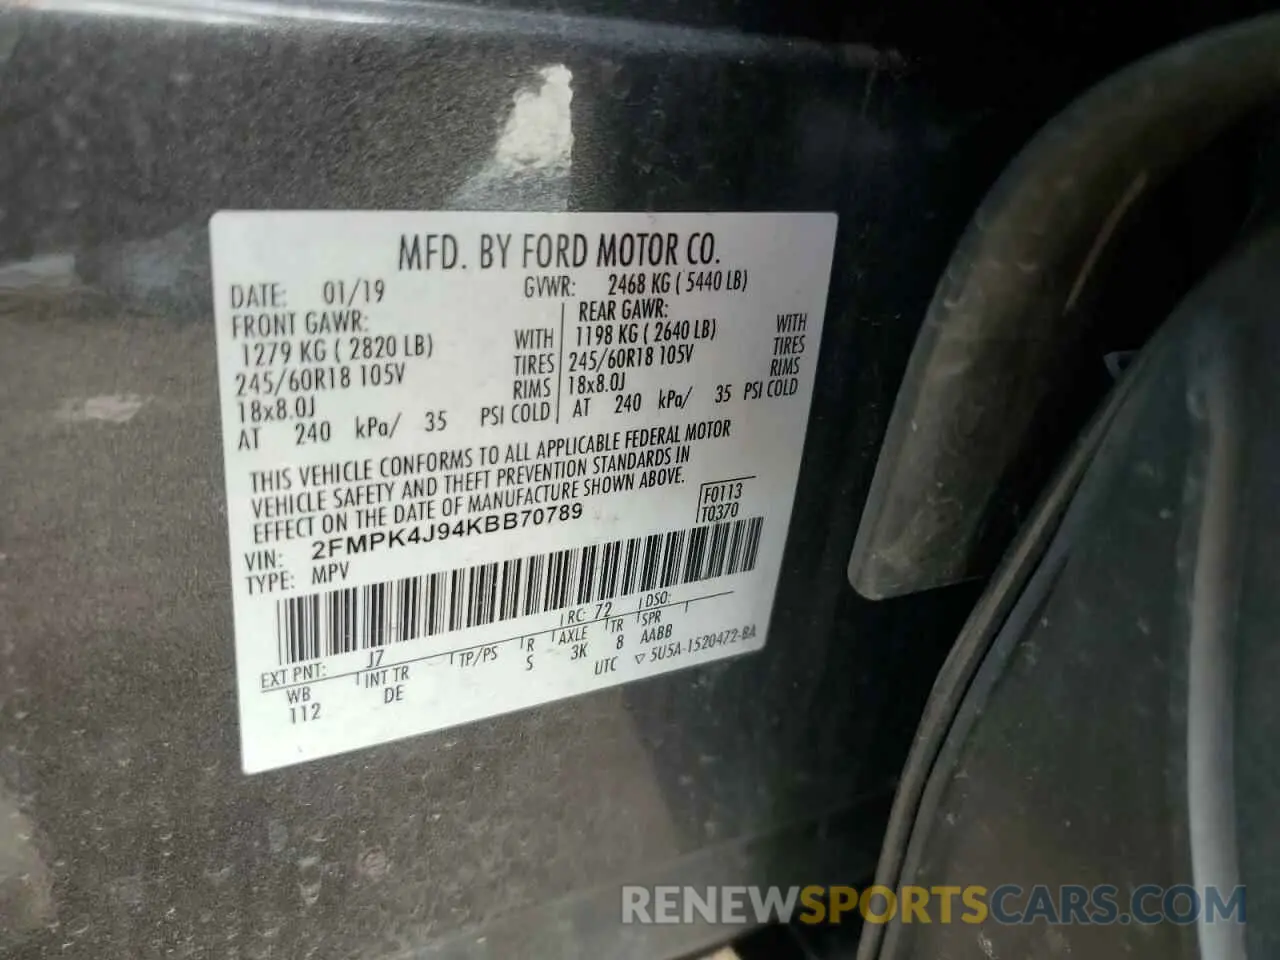 MFD. BY FORD MOTOR CO.
DATE: 01/19 GVWR: 2468 KG ( 5440 LB)
FRONT GAWR:
1279 KG ( 2820 LB) WITH
245/60R18 105V TIRES
18x8.0J RIMS
AT 240 kPa/ 35 PSI COLD
REAR GAWR:
1198 KG ( 2640 LB) WITH
245/60R18 105V TIRES
18x8.0J RIMS
AT 240 kPa/ 35 PSI COLD
THIS VEHICLE CONFORMS TO ALL APPLICABLE FEDERAL MOTOR
VEHICLE SAFETY AND THEFT PREVENTION STANDARDS IN
EFFECT ON THE DATE OF MANUFACTURE SHOWN ABOVE.
F0113
T0370
VIN: 2FMPK4J94KBB70789
TYPE: MPV
EXT PNT: J7 RC: 72 DSO:
WB INT TR TP/PS R AXLE TR SPR
112 DE S 3K 8 AABB
UTC ▽ 5U5A-1520472-BA
RENEWSPORTSCARS.COM